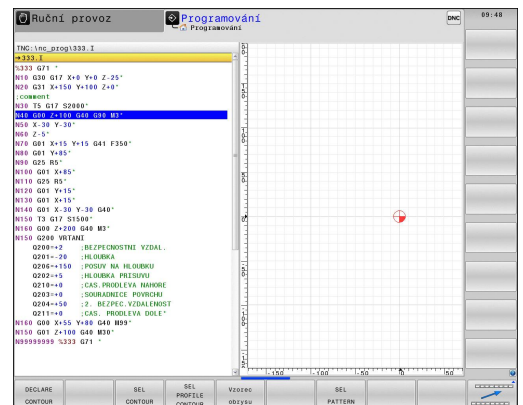 Ruční provoz
Programování
Programování
DNC
09:48
TNC:\nc_prog\333.I
→333.I
%333 G71 *
N10 G30 G17 X+0 Y+0 Z-25*
N20 G31 X+150 Y+100 Z+0*
;comment
N30 T5 G17 S2000*
N40 G00 Z+100 G40 G90 M3*
N50 X-30 Y-30*
N60 Z-5*
N70 G01 X+15 Y+15 G41 F350*
N80 G01 Y+85*
N90 G25 R5*
N100 G01 X+85*
N110 G25 R5*
N120 G01 Y+15*
N130 G01 X+15*
N140 G01 X-30 Y-30 G40*
N150 T3 G17 S1500*
N160 G00 Z+200 G40 M3*
N150 G200 VRTANI
Q200=+2 ;BEZPECNOSTNI VZDAL.
Q201=-20 ;HLOUBKA
Q206=+150 ;POSUV NA HLOUBKU
Q202=+5 ;HLOUBKA PRISUVU
Q210=+0 ;CAS.PRODLEVA NAHORE
Q203=+0 ;SOURADNICE POVRCHU
Q204=+50 ;2. BEZPEC.VZDALENOST
Q211=+0 ;CAS. PRODLEVA DOLE*
N160 G00 X+55 Y+80 G40 M99*
N150 G01 Z+100 G40 M30*
N99999999 %333 G71 *
-150 -100 -50 0 50
DECLARE CONTOUR
SEL CONTOUR
SEL PROFILE CONTOUR
Vzorec obrysu
SEL PATTERN